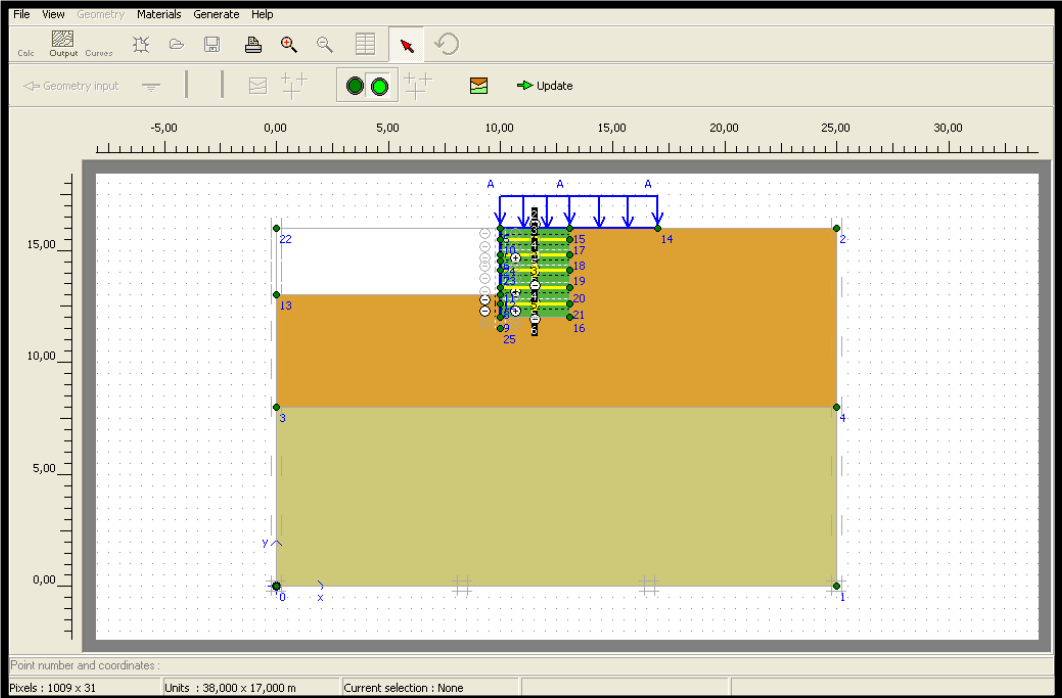 File View Geometry Materials Generate Help
Calc Output Curves
Geometry input Update
-5,00 0,00 5,00 10,00 15,00 20,00 25,00 30,00
A A A
15,00
22 15 14 2
17
24 18
23 19
13 11 20
21
9 16
25
10,00
3 4
5,00
y
0,00
0 x 1
Point number and coordinates :
Pixels : 1009 x 31 Units : 38,000 x 17,000 m Current selection : None